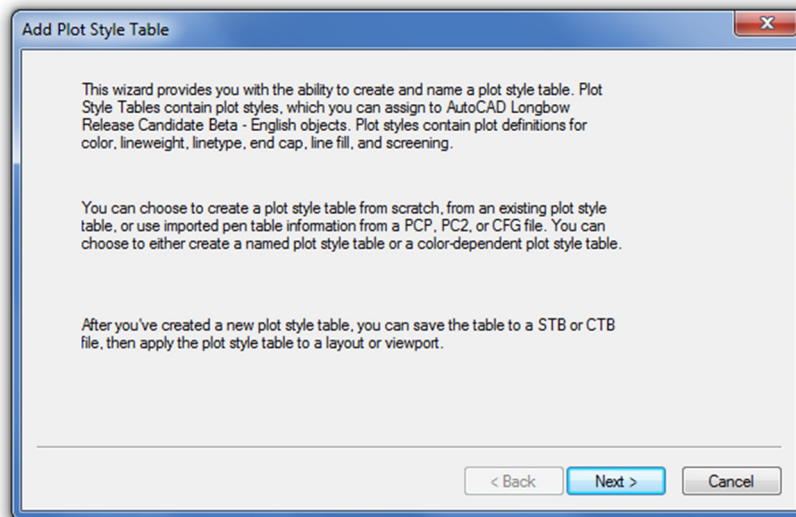 Add Plot Style Table
This wizard provides you with the ability to create and name a plot style table. Plot
Style Tables contain plot styles, which you can assign to AutoCAD Longbow
Release Candidate Beta - English objects. Plot styles contain plot definitions for
color, lineweight, linetype, end cap, line fill, and screening.
You can choose to create a plot style table from scratch, from an existing plot style
table, or use imported pen table information from a PCP, PC2, or CFG file. You can
choose to either create a named plot style table or a color-dependent plot style table.
After you've created a new plot style table, you can save the table to a STB or CTB
file, then apply the plot style table to a layout or viewport.
< Back Next > Cancel